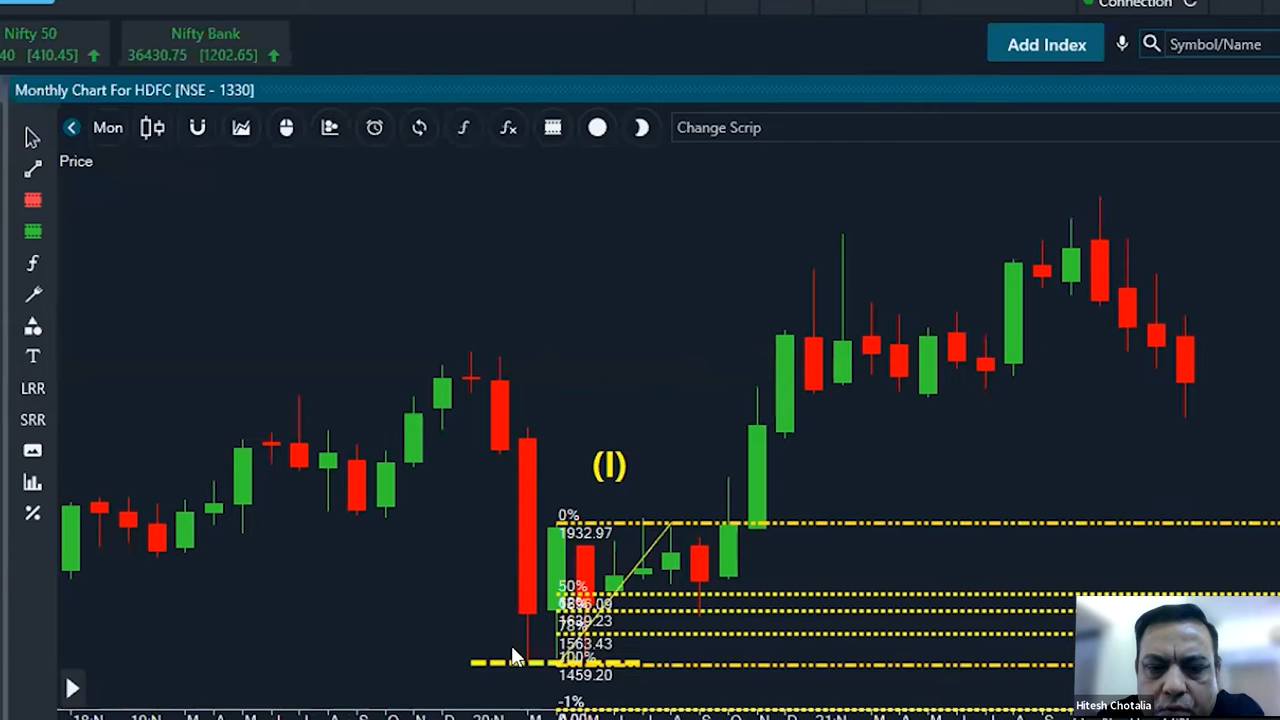 Connection
Nifty 50
40 [410.45]
Nifty Bank
36430.75 [1202.65]
Add Index
Symbol/Name
Monthly Chart For HDFC [NSE - 1330]
Mon
Change Scrip
Price
T
LRR
SRR
(I)
0%
1932.97
50%
1639.23
78%
1563.43
100%
1459.20
-1%
Hitesh Chotalia